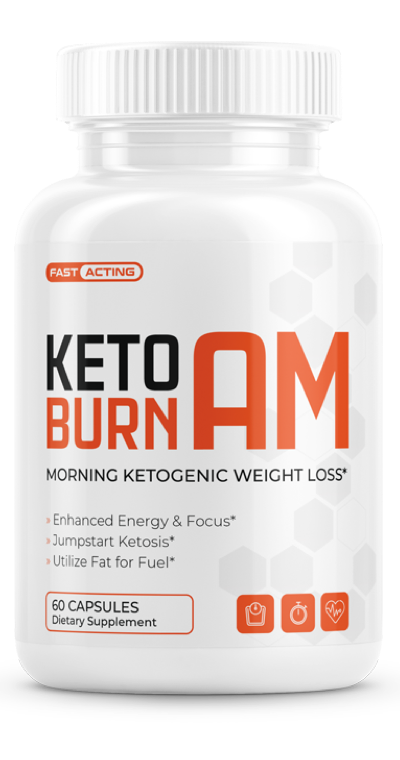 FAST ACTING
KETO
BURN AM
MORNING KETOGENIC WEIGHT LOSS*
» Enhanced Energy & Focus*
» Jumpstart Ketosis*
» Utilize Fat for Fuel*
60 CAPSULES
Dietary Supplement